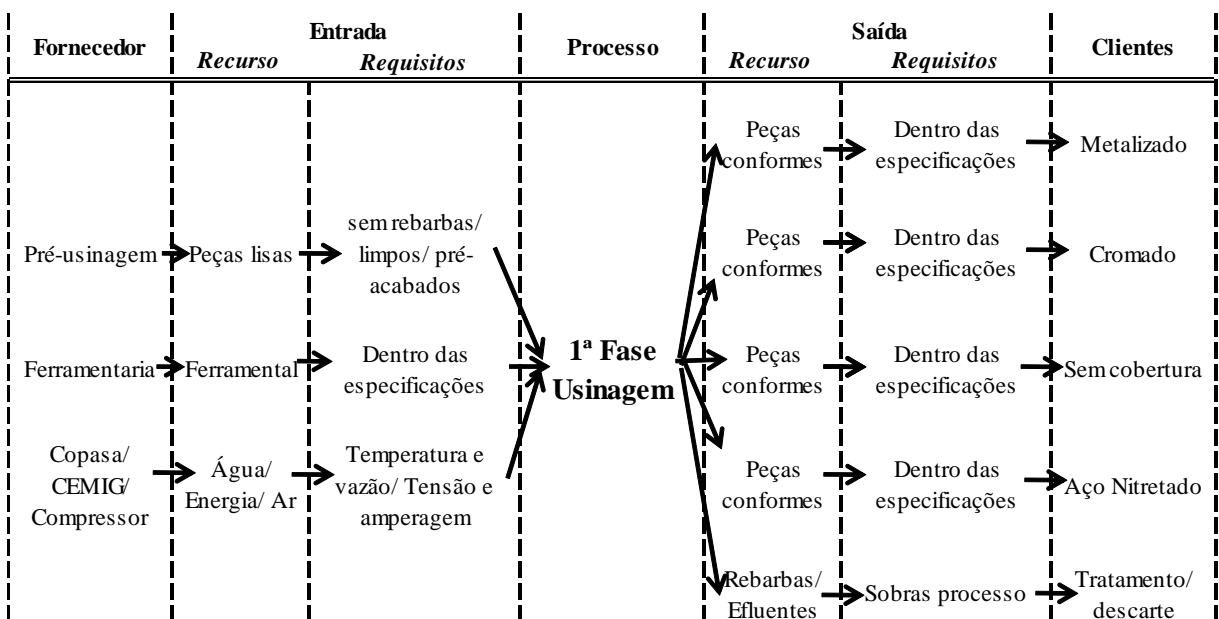 Fornecedor
Entrada
Recurso
Requisitos
Processo
Saída
Recurso
Requisitos
Clientes
Pré-usinagem
Peças lisas
sem rebarbas/
limpos/ pré-
acabados
Ferramentaria
Ferramental
Dentro das
especificações
Copasa/
CEMIG/
Compressor
Água/
Energia/ Ar
Temperatura e
vazão/ Tensão e
amperagem
1ª Fase
Usinagem
Peças
conformes
Dentro das
especificações
Metalizado
Peças
conformes
Dentro das
especificações
Cromado
Peças
conformes
Dentro das
especificações
Sem cobertura
Peças
conformes
Dentro das
especificações
Aço Nitretado
Rebarbas/
Efluentes
Sobras processo
Tratamento/
descarte